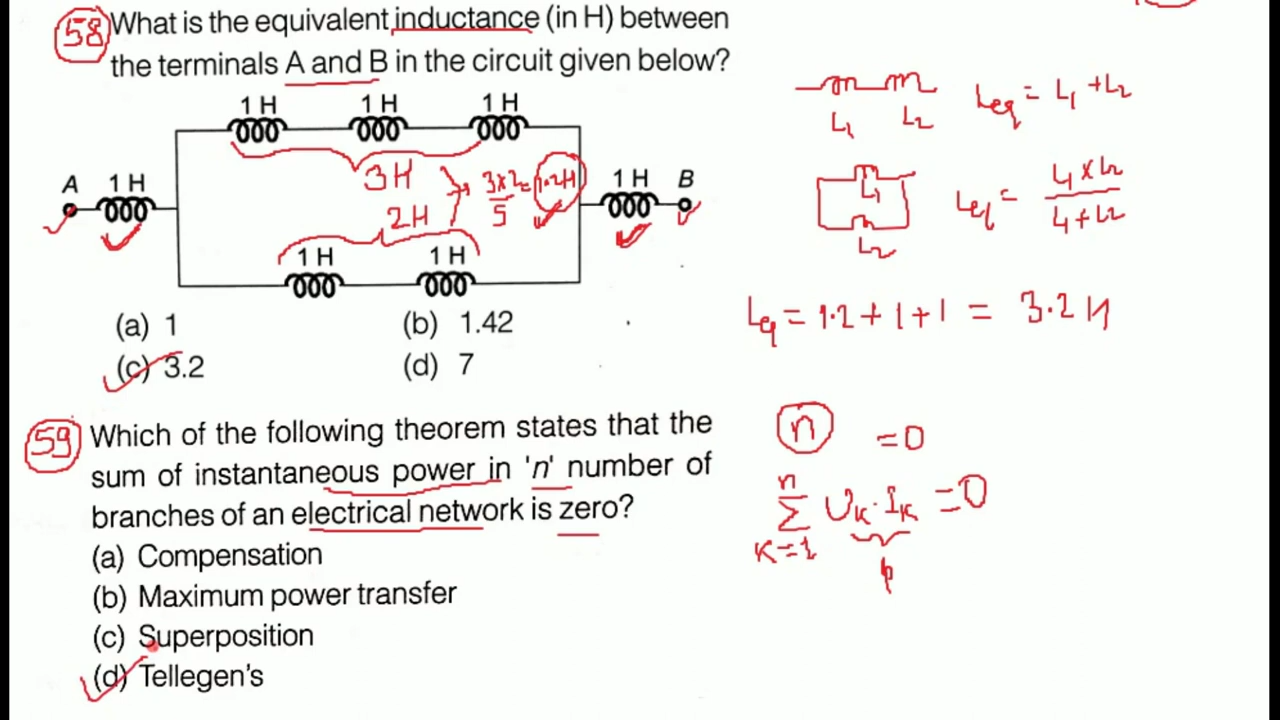 58 What is the equivalent inductance (in H) between
the terminals A and B in the circuit given below?
1 H 1 H 1 H
3H
A 1 H
3×2/5 = 1.2H
1 H B
2H
1 H 1 H
(a) 1 (b) 1.42
(c) 3.2 (d) 7
L1 L2 Leq = L1 + L2
L1
L2
Leq = L1 × L2 / L1 + L2
Leq = 1.2 + 1 + 1 = 3.2 H
59 Which of the following theorem states that the
sum of instantaneous power in 'n' number of
branches of an electrical network is zero?
(a) Compensation
(b) Maximum power transfer
(c) Superposition
(d) Tellegen's
n = 0
n
Σ VK · IK = 0
K = 1
p